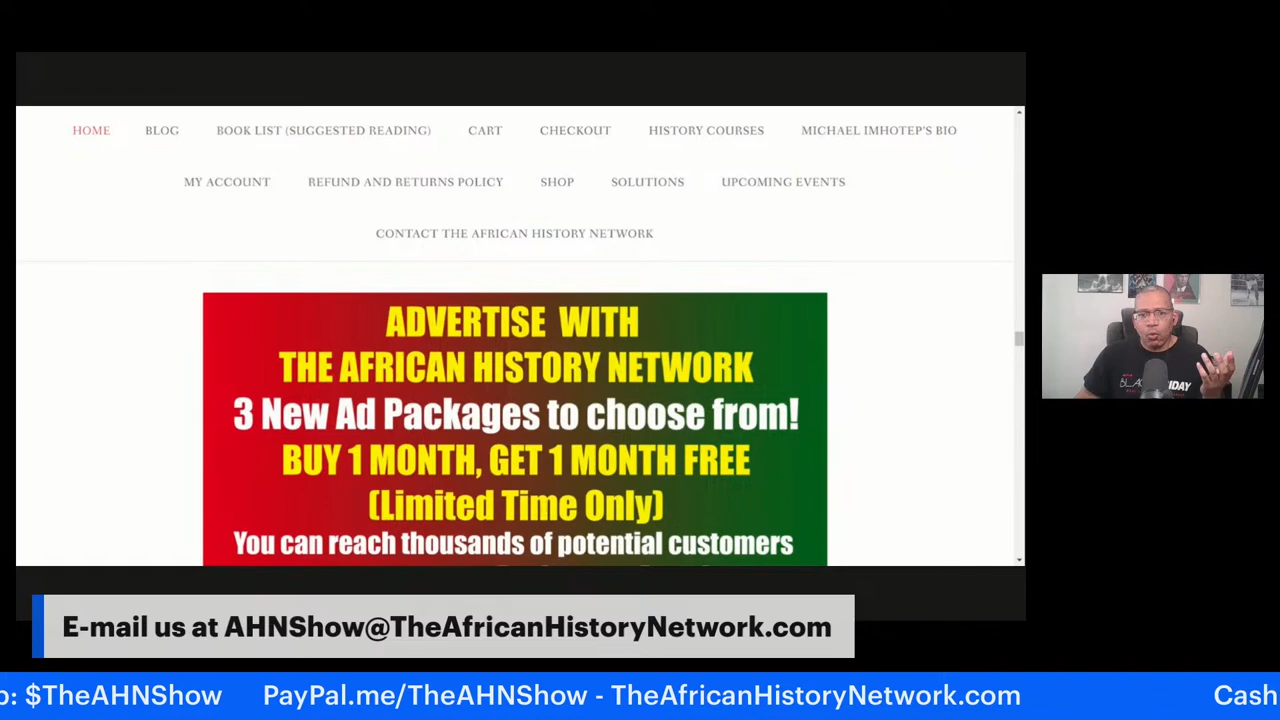 HOME BLOG BOOK LIST (SUGGESTED READING) CART CHECKOUT HISTORY COURSES MICHAEL IMHOTEP'S BIO
MY ACCOUNT REFUND AND RETURNS POLICY SHOP SOLUTIONS UPCOMING EVENTS
CONTACT THE AFRICAN HISTORY NETWORK
ADVERTISE WITH
THE AFRICAN HISTORY NETWORK
3 New Ad Packages to choose from!
BUY 1 MONTH, GET 1 MONTH FREE
(Limited Time Only)
You can reach thousands of potential customers
E-mail us at AHNShow@TheAfricanHistoryNetwork.com
: $TheAHNShow PayPal.me/TheAHNShow - TheAfricanHistoryNetwork.com Cash